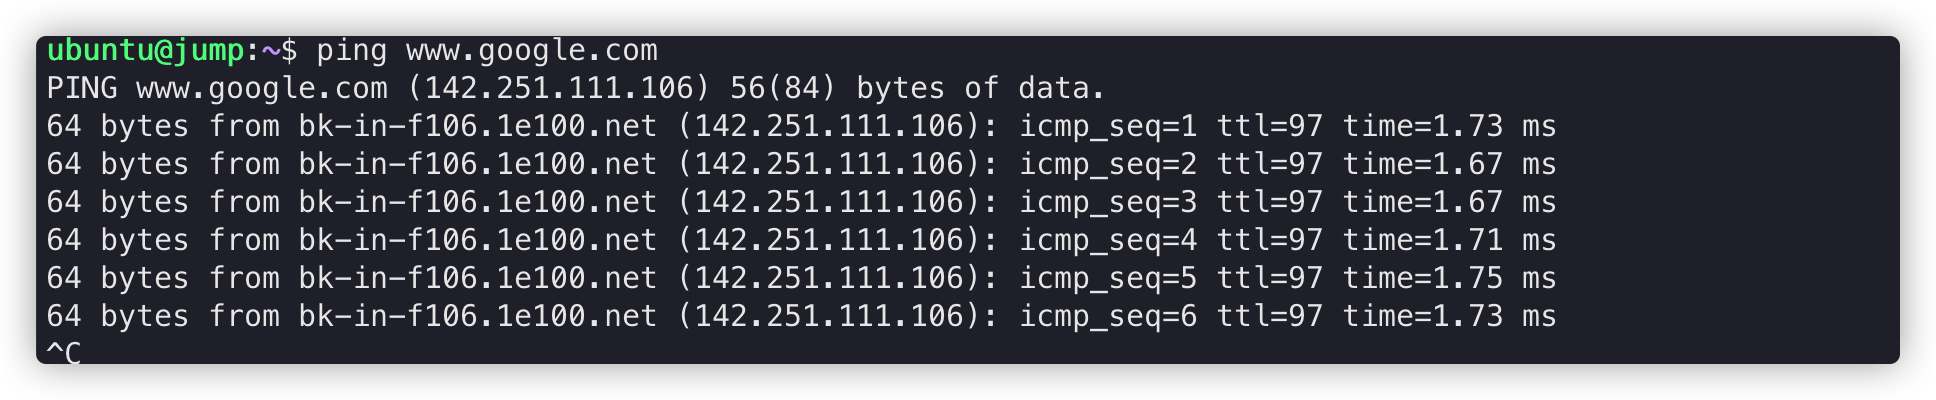 ubuntu@jump:~$ ping www.google.com
PING www.google.com (142.251.111.106) 56(84) bytes of data.
64 bytes from bk-in-f106.1e100.net (142.251.111.106): icmp_seq=1 ttl=97 time=1.73 ms
64 bytes from bk-in-f106.1e100.net (142.251.111.106): icmp_seq=2 ttl=97 time=1.67 ms
64 bytes from bk-in-f106.1e100.net (142.251.111.106): icmp_seq=3 ttl=97 time=1.67 ms
64 bytes from bk-in-f106.1e100.net (142.251.111.106): icmp_seq=4 ttl=97 time=1.71 ms
64 bytes from bk-in-f106.1e100.net (142.251.111.106): icmp_seq=5 ttl=97 time=1.75 ms
64 bytes from bk-in-f106.1e100.net (142.251.111.106): icmp_seq=6 ttl=97 time=1.73 ms
^C